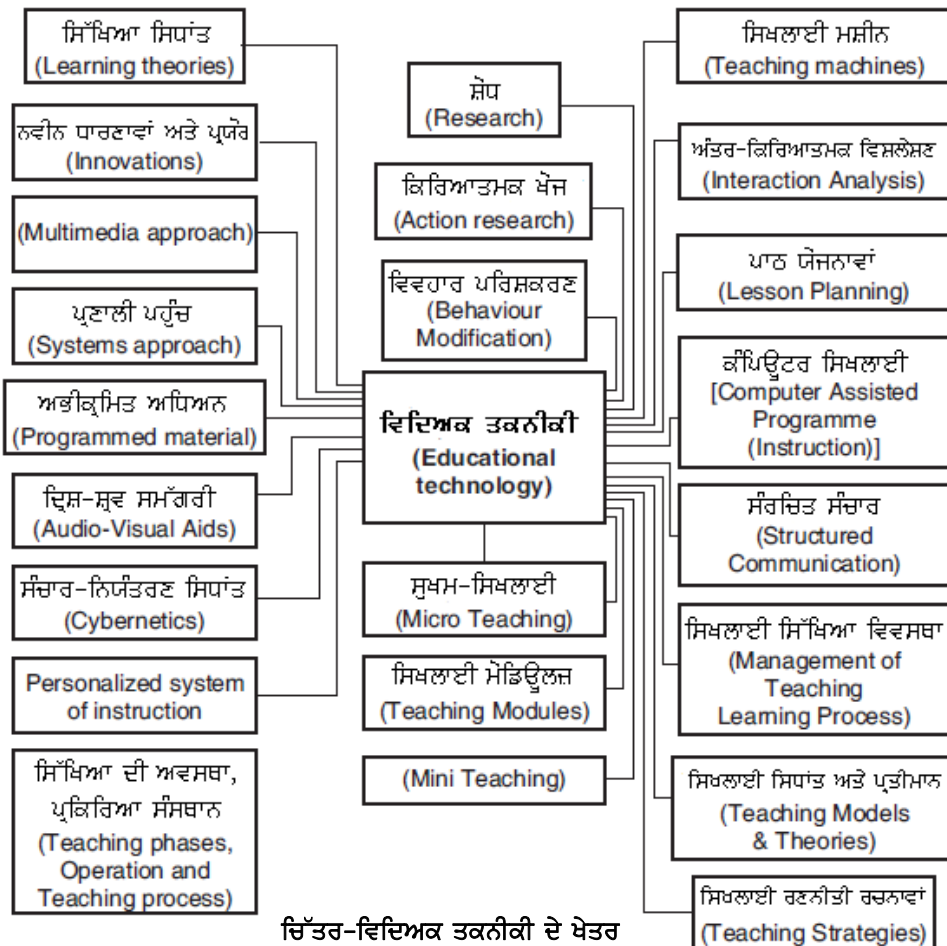 ਸਿੱਖਿਆ ਸਿਧਾਂਤ
(Learning theories)
ਨਵੀਨ ਧਾਰਣਾਵਾਂ ਅਤੇ ਪ੍ਰਯੋਗ
(Innovations)
(Multimedia approach)
ਪ੍ਰਣਾਲੀ ਪਹੁੰਚ
(Systems approach)
ਅਭੀਕ੍ਰਮਿਤ ਅਧਿਅਨ
(Programmed material)
ਦ੍ਰਿਸ਼-ਸ਼੍ਰਵ ਸਮੱਗਰੀ
(Audio-Visual Aids)
ਸੰਚਾਰ-ਨਿਯੰਤਰਣ ਸਿਧਾਂਤ
(Cybernetics)
Personalized system
of instruction
ਸਿੱਖਿਆ ਦੀ ਅਵਸਥਾ,
ਪ੍ਰਕਿਰਿਆ ਸੰਸਥਾਨ
(Teaching phases,
Operation and
Teaching process)
ਸ਼ੋਧ
(Research)
ਕਿਰਿਆਤਮਕ ਖੋਜ
(Action research)
ਵਿਵਹਾਰ ਪਰਿਸ਼ਕਰਣ
(Behaviour
Modification)
ਵਿਦਿਅਕ ਤਕਨੀਕੀ
(Educational
technology)
ਸੂਖਮ-ਸਿਖਲਾਈ
(Micro Teaching)
ਸਿਖਲਾਈ ਮੋਡਿਊਲਜ਼
(Teaching Modules)
(Mini Teaching)
ਸਿਖਲਾਈ ਮਸ਼ੀਨ
(Teaching machines)
ਅੰਤਰ-ਕਿਰਿਆਤਮਕ ਵਿਸ਼ਲੇਸ਼ਣ
(Interaction Analysis)
ਪਾਠ ਯੋਜਨਾਵਾਂ
(Lesson Planning)
ਕੰਪਿਊਟਰ ਸਿਖਲਾਈ
[Computer Assisted
Programme
(Instruction)]
ਸੰਰਚਿਤ ਸੰਚਾਰ
(Structured
Communication)
ਸਿਖਲਾਈ ਸਿੱਖਿਆ ਵਿਵਸਥਾ
(Management of
Teaching
Learning Process)
ਸਿਖਲਾਈ ਸਿਧਾਂਤ ਅਤੇ ਪ੍ਰਤੀਮਾਨ
(Teaching Models
& Theories)
ਸਿਖਲਾਈ ਰਣਨੀਤੀ ਰਚਨਾਵਾਂ
(Teaching Strategies)
ਚਿੱਤਰ-ਵਿਦਿਅਕ ਤਕਨੀਕੀ ਦੇ ਖੇਤਰ